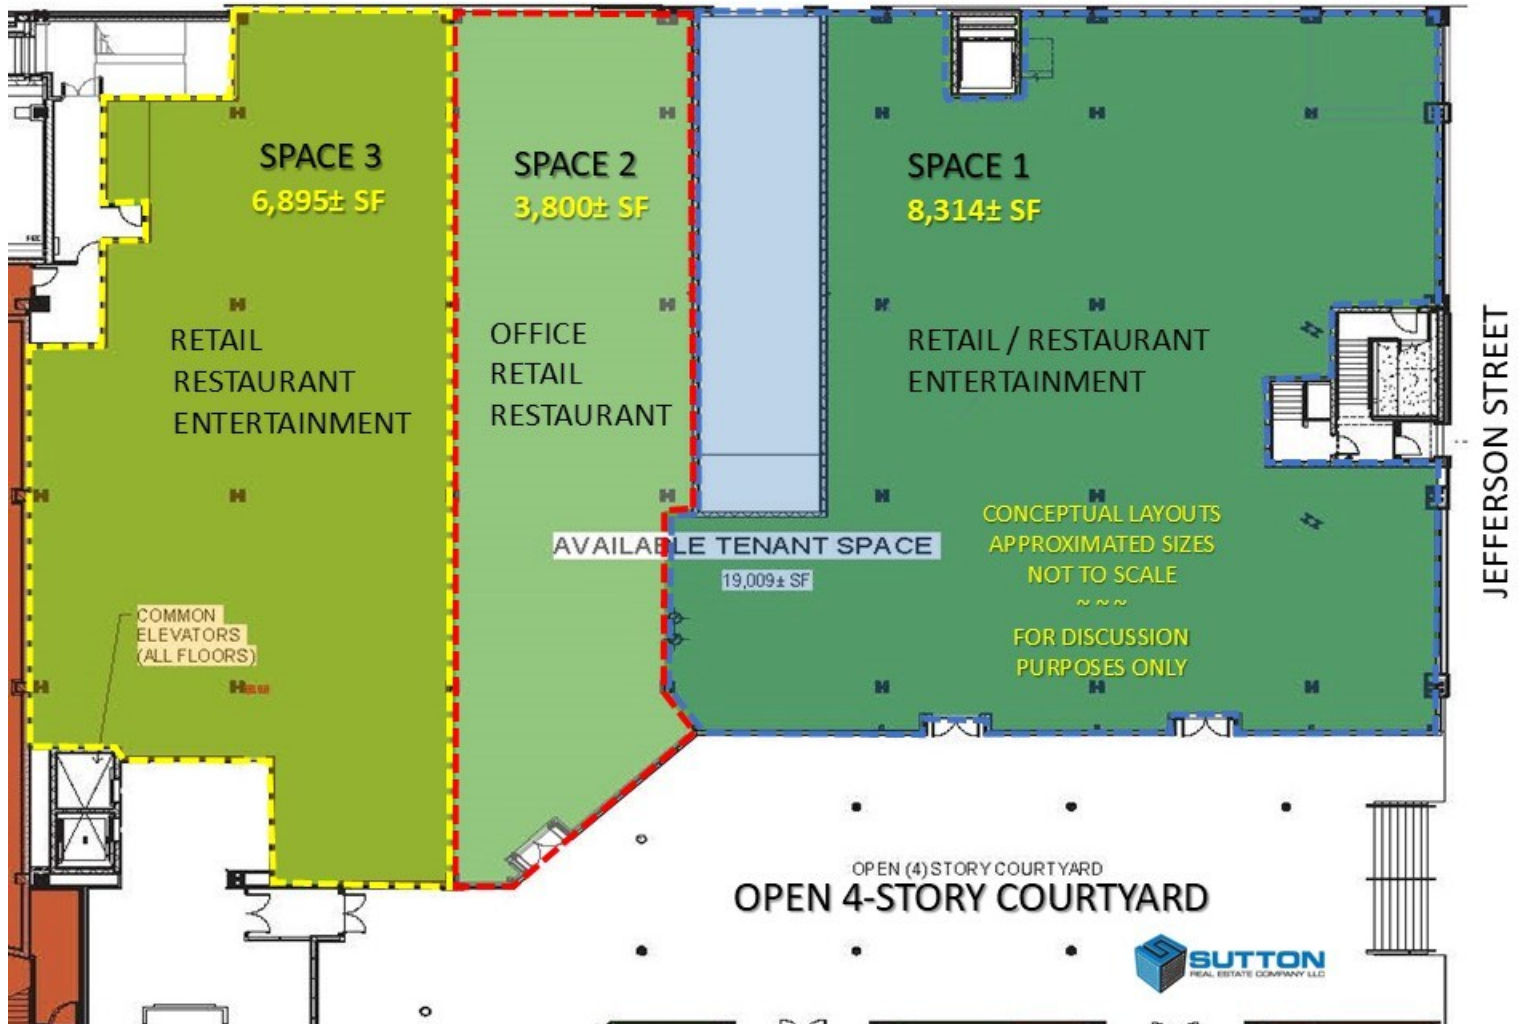 SPACE 3
6,895± SF
SPACE 2
3,800± SF
SPACE 1
8,314± SF
RETAIL
RESTAURANT
ENTERTAINMENT
OFFICE
RETAIL
RESTAURANT
RETAIL / RESTAURANT
ENTERTAINMENT
JEFFERSON STREET
CONCEPTUAL LAYOUTS
APPROXIMATED SIZES
NOT TO SCALE
~ ~ ~
FOR DISCUSSION
PURPOSES ONLY
AVAILABLE TENANT SPACE
19,009± SF
COMMON
ELEVATORS
(ALL FLOORS)
OPEN (4) STORY COURTYARD
OPEN 4-STORY COURTYARD
SUTTON
REAL ESTATE COMPANY LLC